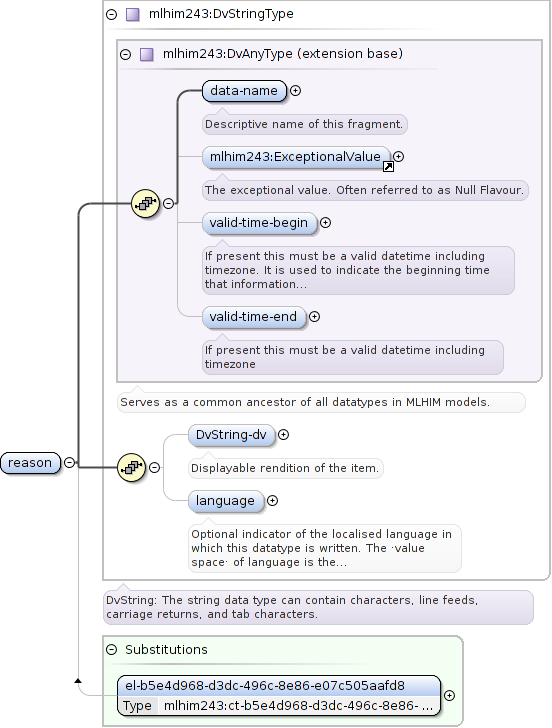 mlhim243:DvStringType
mlhim243:DvAnyType (extension base)
data-name
Descriptive name of this fragment.
mlhim243:ExceptionalValue
The exceptional value. Often referred to as Null Flavour.
valid-time-begin
If present this must be a valid datetime including
timezone. It is used to indicate the beginning time
that information...
valid-time-end
If present this must be a valid datetime including
timezone
Serves as a common ancestor of all datatypes in MLHIM models.
reason
DvString-dv
Displayable rendition of the item.
language
Optional indicator of the localised language in
which this datatype is written. The ·value
space· of language is the...
DvString: The string data type can contain characters, line feeds,
carriage returns, and tab characters.
Substitutions
el-b5e4d968-d3dc-496c-8e86-e07c505aafd8
Type mlhim243:ct-b5e4d968-d3dc-496c-8e86- ...